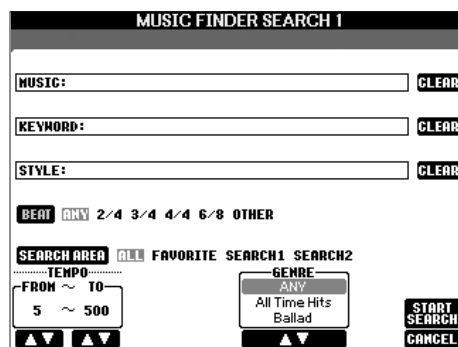 MUSIC FINDER SEARCH 1
MUSIC: CLEAR
KEYWORD: CLEAR
STYLE: CLEAR
BEAT ANY 2/4 3/4 4/4 6/8 OTHER
SEARCH AREA ALL FAVORITE SEARCH1 SEARCH2
TEMPO
FROM ~ TO
5 ~ 500
GENRE
ANY
All Time Hits
Ballad
START
SEARCH
CANCEL